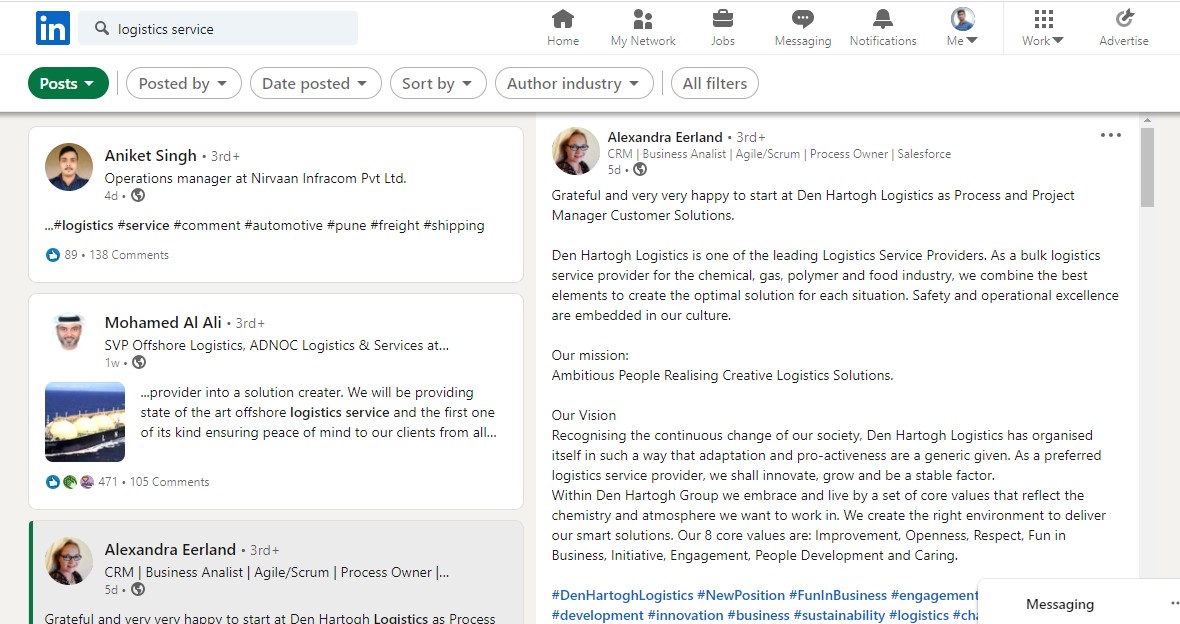 in
logistics service
Home
My Network
Jobs
Messaging
Notifications
Me
Work
Advertise
Posts
Posted by
Date posted
Sort by
Author industry
All filters
Aniket Singh • 3rd+
Operations manager at Nirvaan Infracom Pvt Ltd.
4d •
...#logistics #service #comment #automotive #pune #freight #shipping
89 • 138 Comments
Mohamed Al Ali • 3rd+
SVP Offshore Logistics, ADNOC Logistics & Services at...
1w •
...provider into a solution creater. We will be providing
state of the art offshore logistics service and the first one
of its kind ensuring peace of mind to our clients from all...
471 • 105 Comments
Alexandra Eerland • 3rd+
CRM | Business Analist | Agile/Scrum | Process Owner |...
5d •
Grateful and very very happy to start at Den Hartogh Logistics as Process
Alexandra Eerland • 3rd+
CRM | Business Analist | Agile/Scrum | Process Owner | Salesforce
5d •
Grateful and very very happy to start at Den Hartogh Logistics as Process and Project
Manager Customer Solutions.
Den Hartogh Logistics is one of the leading Logistics Service Providers. As a bulk logistics
service provider for the chemical, gas, polymer and food industry, we combine the best
elements to create the optimal solution for each situation. Safety and operational excellence
are embedded in our culture.
Our mission:
Ambitious People Realising Creative Logistics Solutions.
Our Vision
Recognising the continuous change of our society, Den Hartogh Logistics has organised
itself in such a way that adaptation and pro-activeness are a generic given. As a preferred
logistics service provider, we shall innovate, grow and be a stable factor.
Within Den Hartogh Group we embrace and live by a set of core values that reflect the
chemistry and atmosphere we want to work in. We create the right environment to deliver
our smart solutions. Our 8 core values are: Improvement, Openness, Respect, Fun in
Business, Initiative, Engagement, People Development and Caring.
#DenHartoghLogistics #NewPosition #FunInBusiness #engagement
#development #innovation #business #sustainability #logistics #cha
Messaging